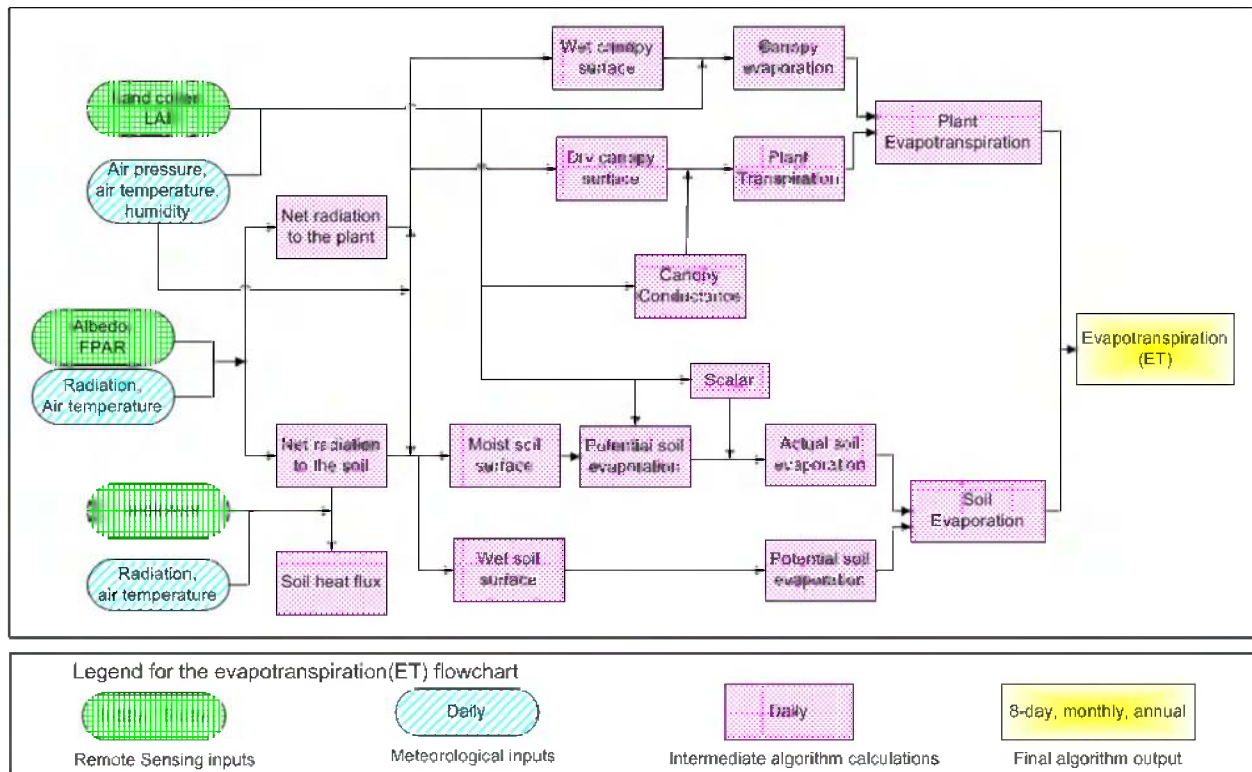 Wet canopy
surface
Canopy
evaporation
Land cover
LAI
Plant
Evapotranspiration
Air pressure,
air temperature,
humidity
Dry canopy
surface
Plant
Transpiration
Net radiation
to the plant
Canopy
Conductance
Albedo
FPAR
Radiation,
Air temperature
Evapotranspiration
(ET)
Scalar
Net radiation
to the soil
Moist soil
surface
Potential soil
evaporation
Actual soil
evaporation
Soil
Evaporation
Radiation,
air temperature
Soil heat flux
Wet soil
surface
Potential soil
evaporation
Legend for the evapotranspiration(ET) flowchart
Daily
Daily
8-day, monthly, annual
Remote Sensing inputs
Meteorological inputs
Intermediate algorithm calculations
Final algorithm output